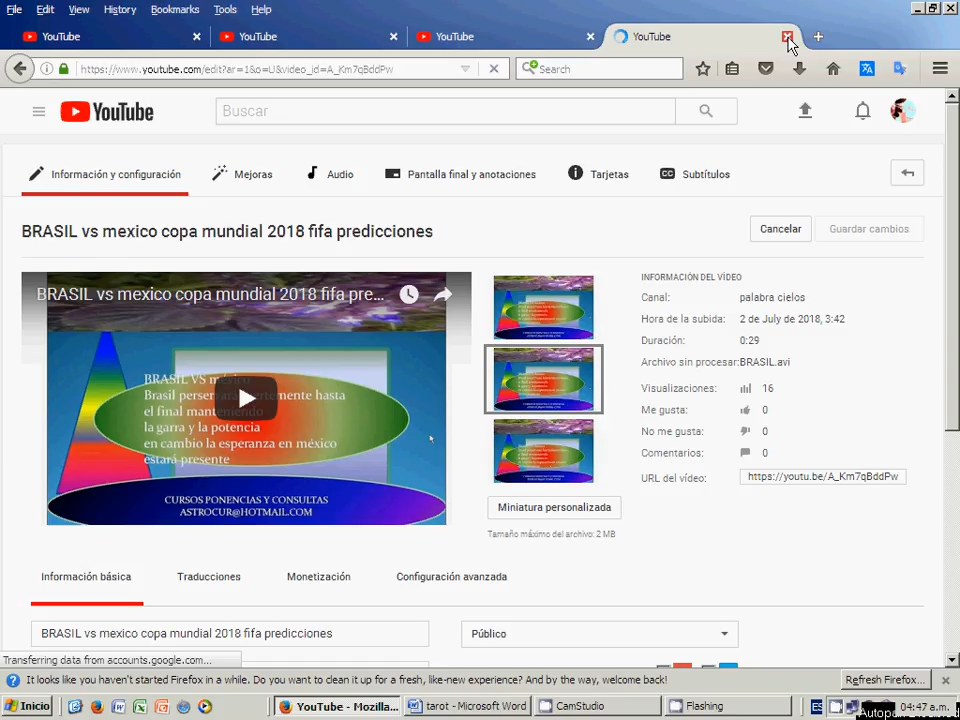 File Edit View History Bookmarks Tools Help
YouTube YouTube YouTube YouTube
https://www.youtube.com/edit?ar=1&o=U&video_id=A_Km7qBddPw Search
YouTube Buscar
Información y configuración Mejoras Audio Pantalla final y anotaciones Tarjetas CC Subtítulos
BRASIL vs mexico copa mundial 2018 fifa predicciones Cancelar Guardar cambios
BRASIL vs mexico copa mundial 2018 fifa pre...
BRASIL VS méxico
Brasil perservará fuertemente hasta
el final manteniendo
la garra y la potencia
en cambio la esperanza en méxico
estará presente
CURSOS PONENCIAS Y CONSULTAS
ASTROCUR@HOTMAIL.COM
Miniatura personalizada
Tamaño máximo del archivo: 2 MB
INFORMACIÓN DEL VÍDEO
Canal: palabra cielos
Hora de la subida: 2 de July de 2018, 3:42
Duración: 0:29
Archivo sin procesar: BRASIL.avi
Visualizaciones: 16
Me gusta: 0
No me gusta: 0
Comentarios: 0
URL del vídeo: https://youtu.be/A_Km7qBddPw
Información básica Traducciones Monetización Configuración avanzada
BRASIL vs mexico copa mundial 2018 fifa predicciones Público
Transferring data from accounts.google.com...
It looks like you haven't started Firefox in a while. Do you want to clean it up for a fresh, like-new experience? And by the way, welcome back! Refresh Firefox...
Inicio YouTube - Mozilla... tarot - Microsoft Word CamStudio Flashing ES 04:47 a.m.